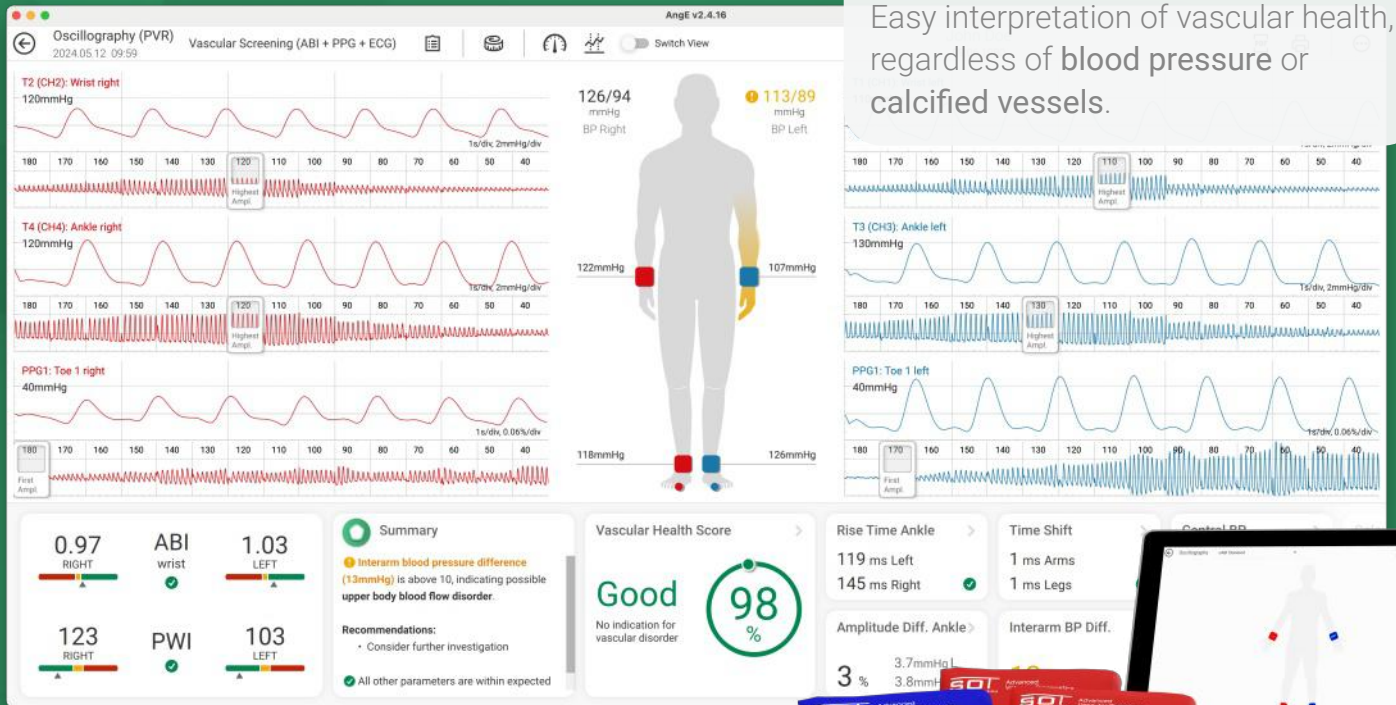 AngE v2.4.16
Easy interpretation of vascular health,
regardless of blood pressure or
calcified vessels.
Oscillography (PVR)
2024.05.12 09:59
Vascular Screening (ABI + PPG + ECG)
Switch View
T2 (CH2): Wrist right
120mmHg
1s/div, 2mmHg/div
180 170 160 150 140 130 120 110 100 90 80 70 60 50 40
Highest
Ampl.
T4 (CH4): Ankle right
120mmHg
1s/div, 2mmHg/div
180 170 160 150 140 130 120 110 100 90 80 70 60 50 40
Highest
Ampl.
PPG1: Toe 1 right
40mmHg
1s/div, 0.06%/div
180 170 160 150 140 130 120 110 100 90 80 70 60 50 40
First
Ampl.
126/94
mmHg
BP Right
113/89
mmHg
BP Left
122mmHg
107mmHg
118mmHg
126mmHg
180 170 160 150 140 130 120 110 100 90 80 70 60 50 40
Highest
Ampl.
T3 (CH3): Ankle left
130mmHg
1s/div, 2mmHg/div
180 170 160 150 140 130 120 110 100 90 80 70 60 50 40
Highest
Ampl.
PPG1: Toe 1 left
40mmHg
1s/div, 0.06%/div
180 170 160 150 140 130 120 110 100 90 80 70 60 50 40
First
Ampl.
0.97
RIGHT
ABI
wrist
1.03
LEFT
123
RIGHT
PWI
103
LEFT
Summary
Interarm blood pressure difference
(13mmHg) is above 10, indicating possible
upper body blood flow disorder.
Recommendations:
• Consider further investigation
All other parameters are within expected
Vascular Health Score
Good
No indication for
vascular disorder
98
%
Rise Time Ankle
119 ms Left
145 ms Right
Time Shift
1 ms Arms
1 ms Legs
Central BP
Amplitude Diff. Ankle
3 %
3.7mmHg L
3.8mmH
Interarm BP Diff.
SOT
Advanced
SOT
Advanced
Oscillography